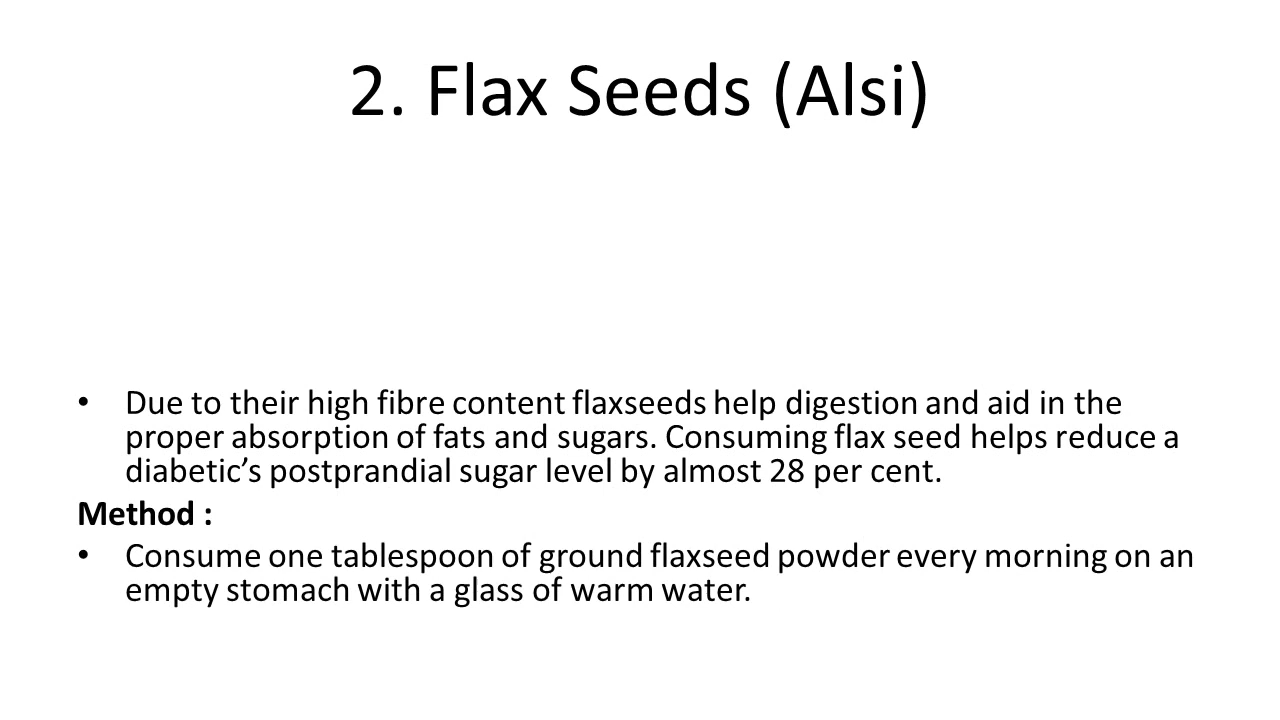 2. Flax Seeds (Alsi)
• Due to their high fibre content flaxseeds help digestion and aid in the
proper absorption of fats and sugars. Consuming flax seed helps reduce a
diabetic’s postprandial sugar level by almost 28 per cent.
Method :
• Consume one tablespoon of ground flaxseed powder every morning on an
empty stomach with a glass of warm water.